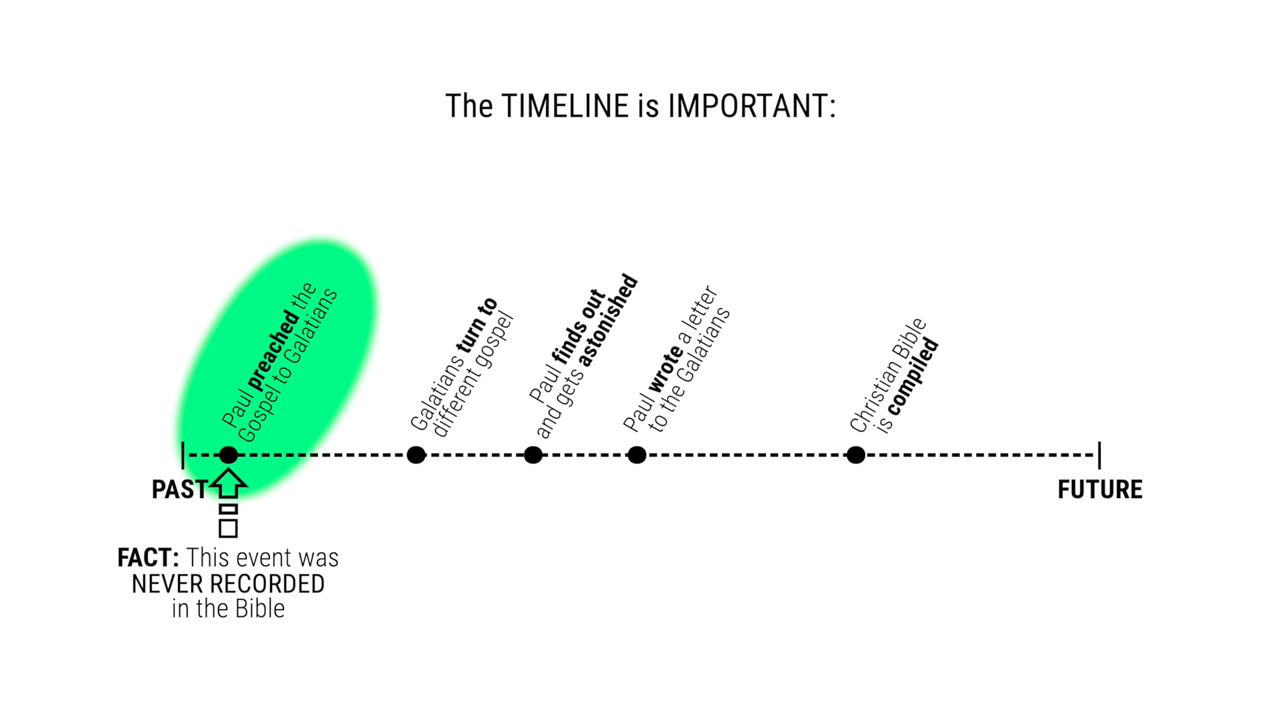 The TIMELINE is IMPORTANT:
Paul preached the
Gospel to Galatians
Galatians turn to
different gospel
Paul finds out
and gets astonished
Paul wrote a letter
to the Galatians
Christian Bible
is compiled
PAST
FUTURE
FACT: This event was
NEVER RECORDED
in the Bible